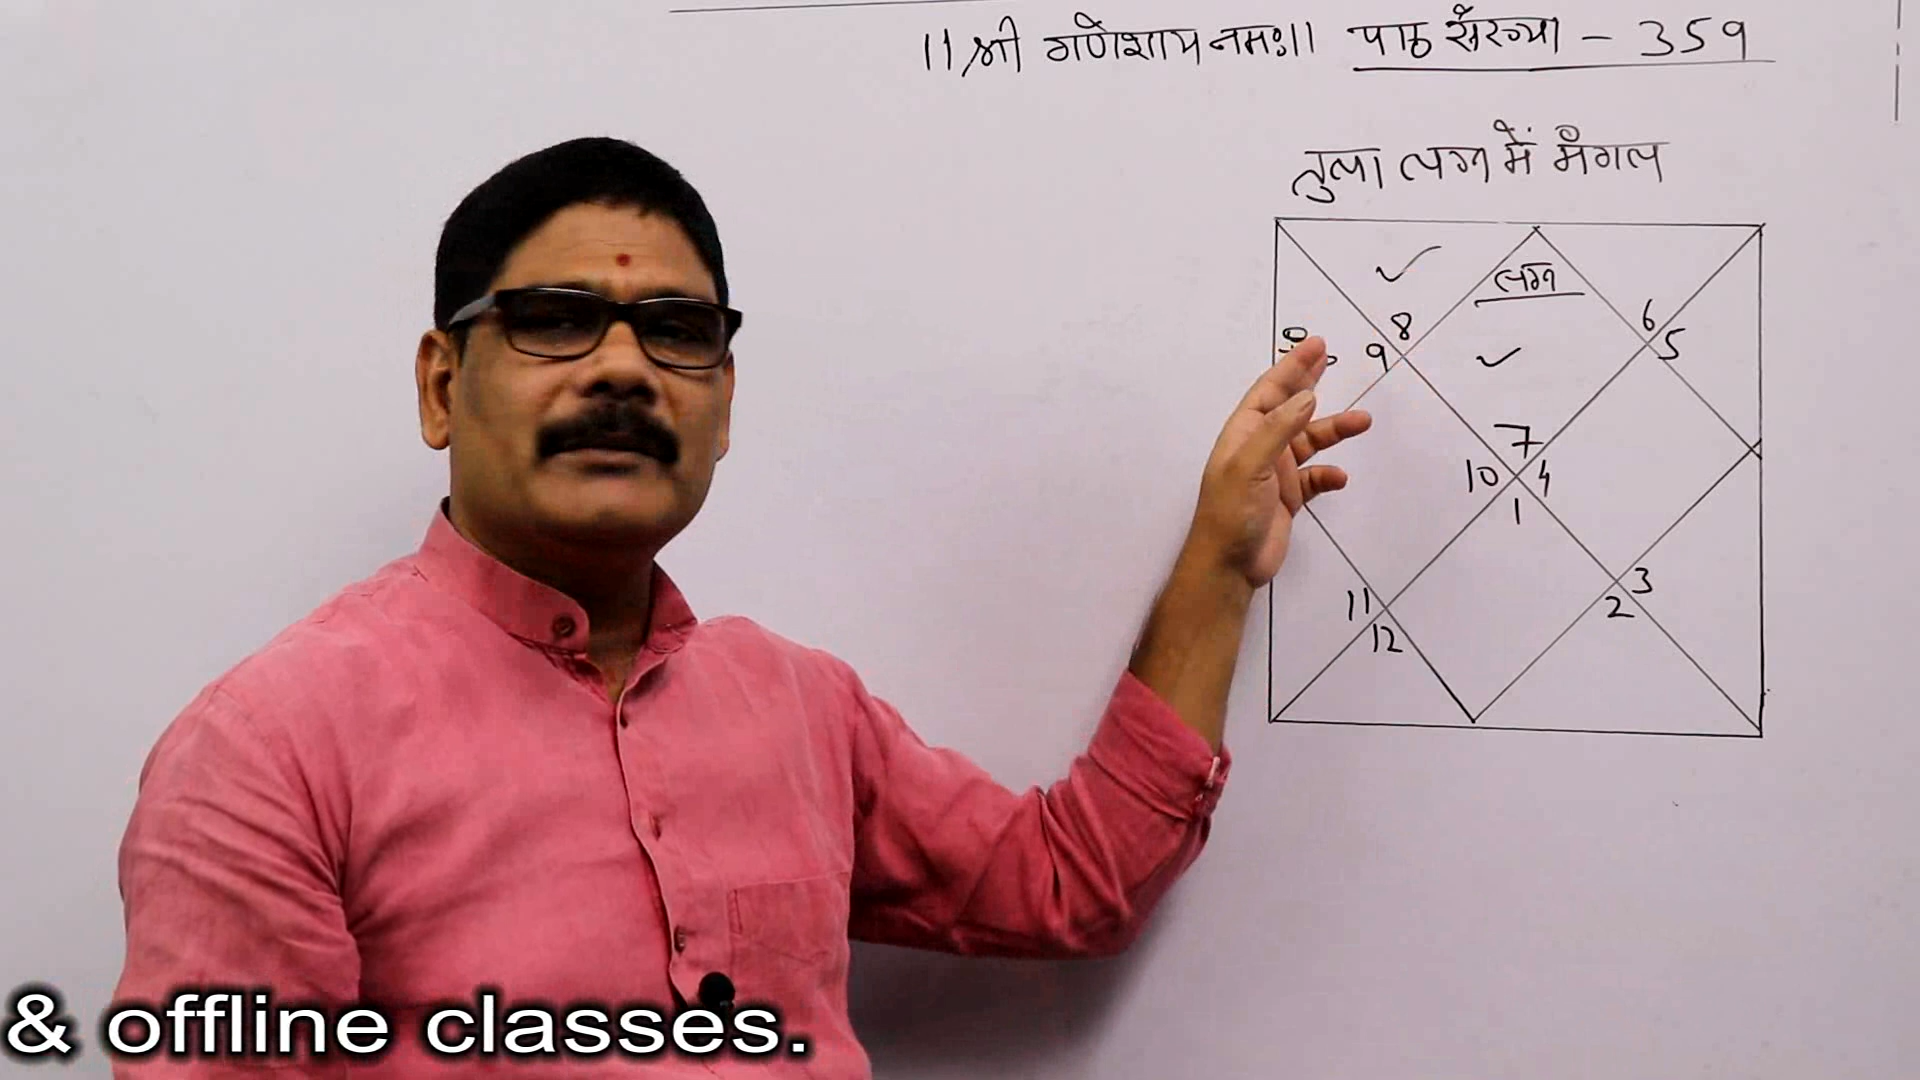 ॥ श्री गणेशाय नमः॥ पाठ संख्या - 359
तुला लग्न में मंगल
लग्न
8 6
9 5
7
10 4
1
11 3
12 2
& offline classes.